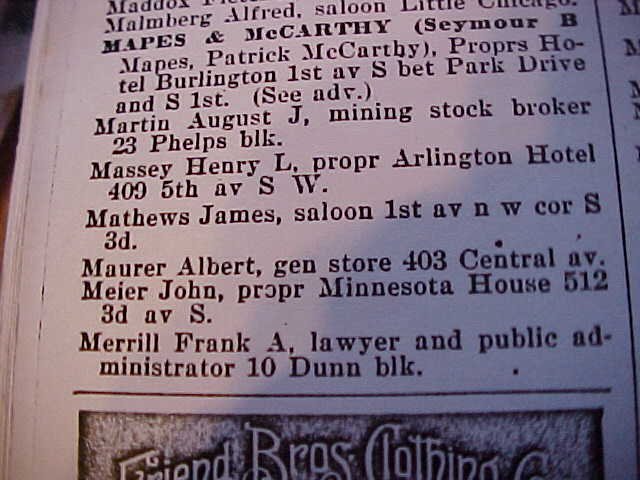 Maddox
Malmberg Alfred, saloon Little Chicago.
MAPES & McCARTHY (Seymour B
Mapes, Patrick McCarthy), Proprs Ho-
tel Burlington 1st av S bet Park Drive
and S 1st. (See adv.)
Martin August J, mining stock broker
23 Phelps blk.
Massey Henry L, propr Arlington Hotel
409 5th av S W.
Mathews James, saloon 1st av n w cor S
3d.
Maurer Albert, gen store 403 Central av.
Meier John, propr Minnesota House 512
3d av S.
Merrill Frank A, lawyer and public ad-
ministrator 10 Dunn blk.
Friend Bros. Clothing